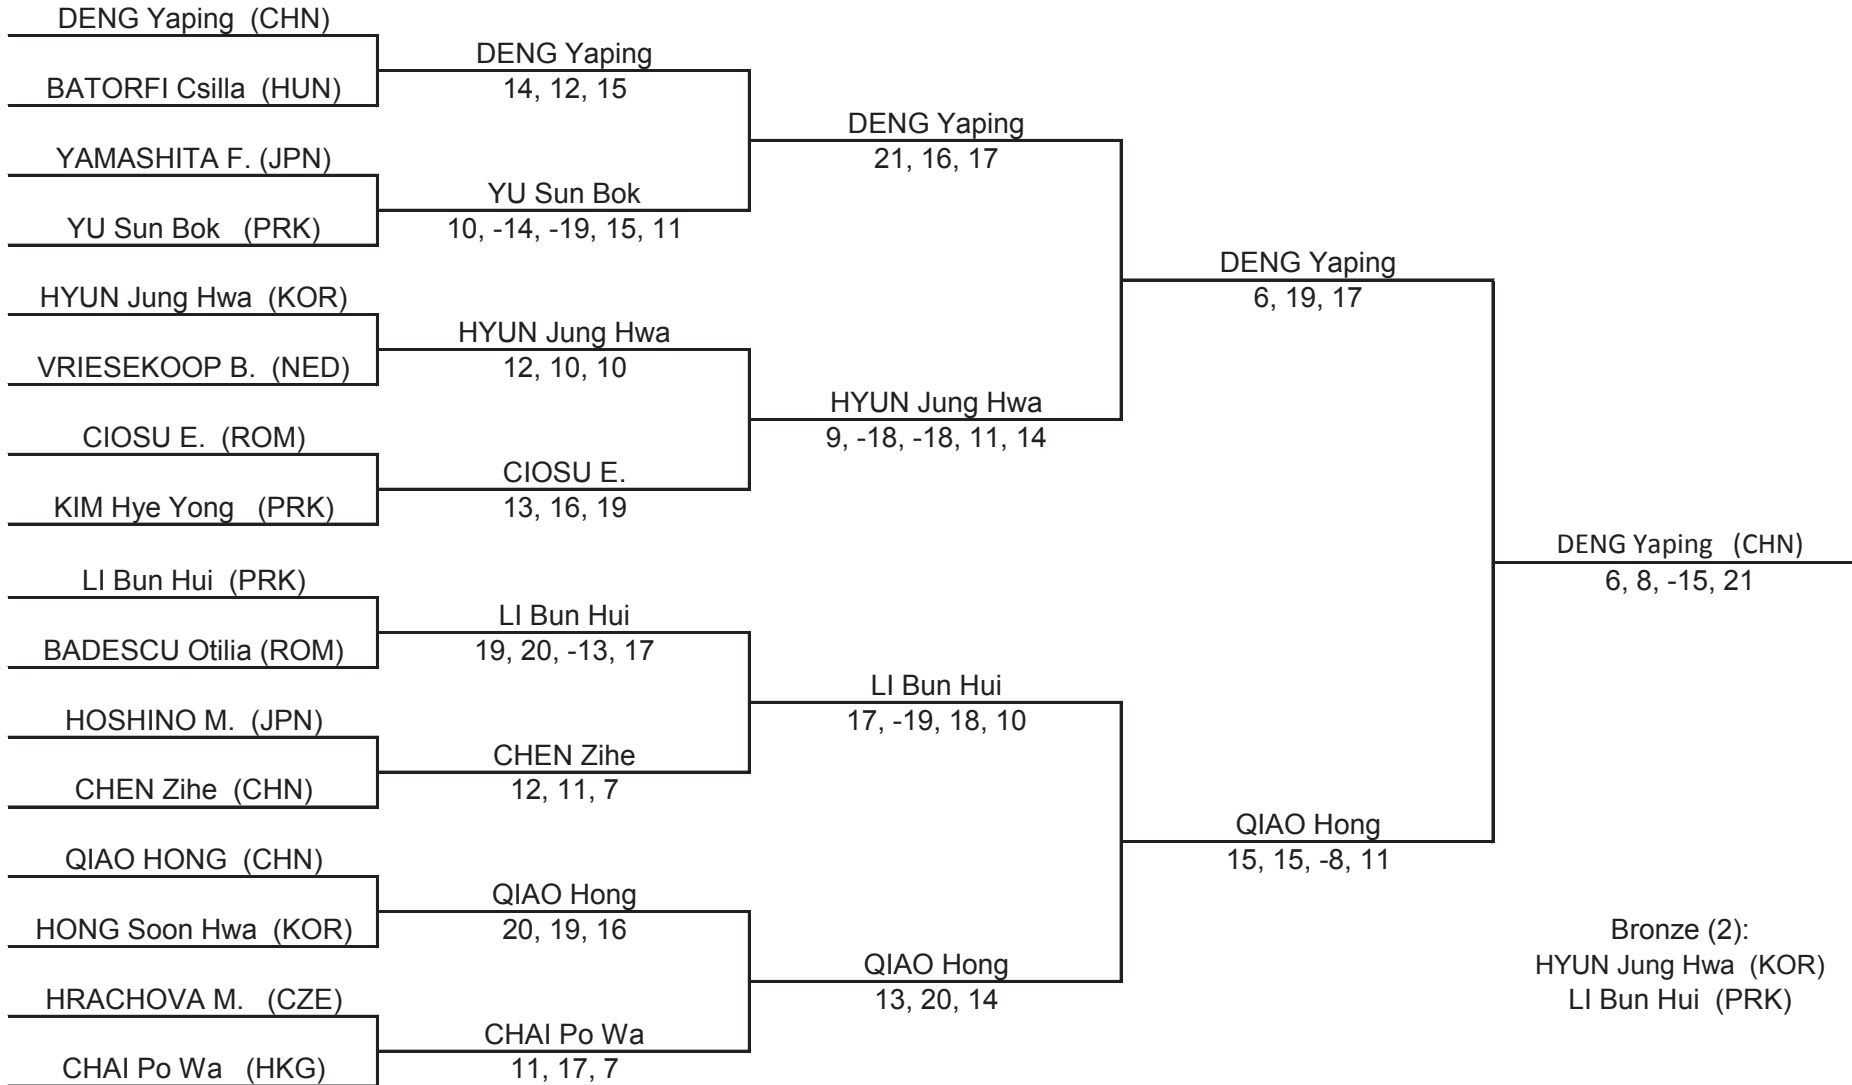 DENG Yaping (CHN)
BATORFI Csilla (HUN)
YAMASHITA F. (JPN)
YU Sun Bok (PRK)
HYUN Jung Hwa (KOR)
VRIESEKOOP B. (NED)
CIOSU E. (ROM)
KIM Hye Yong (PRK)
LI Bun Hui (PRK)
BADESCU Otilia (ROM)
HOSHINO M. (JPN)
CHEN Zihe (CHN)
QIAO HONG (CHN)
HONG Soon Hwa (KOR)
HRACHOVA M. (CZE)
CHAI Po Wa (HKG)
DENG Yaping
14, 12, 15
YU Sun Bok
10, -14, -19, 15, 11
HYUN Jung Hwa
12, 10, 10
CIOSU E.
13, 16, 19
LI Bun Hui
19, 20, -13, 17
CHEN Zihe
12, 11, 7
QIAO Hong
20, 19, 16
CHAI Po Wa
11, 17, 7
DENG Yaping
21, 16, 17
HYUN Jung Hwa
9, -18, -18, 11, 14
LI Bun Hui
17, -19, 18, 10
QIAO Hong
13, 20, 14
DENG Yaping
6, 19, 17
QIAO Hong
15, 15, -8, 11
DENG Yaping (CHN)
6, 8, -15, 21
Bronze (2):
HYUN Jung Hwa (KOR)
LI Bun Hui (PRK)